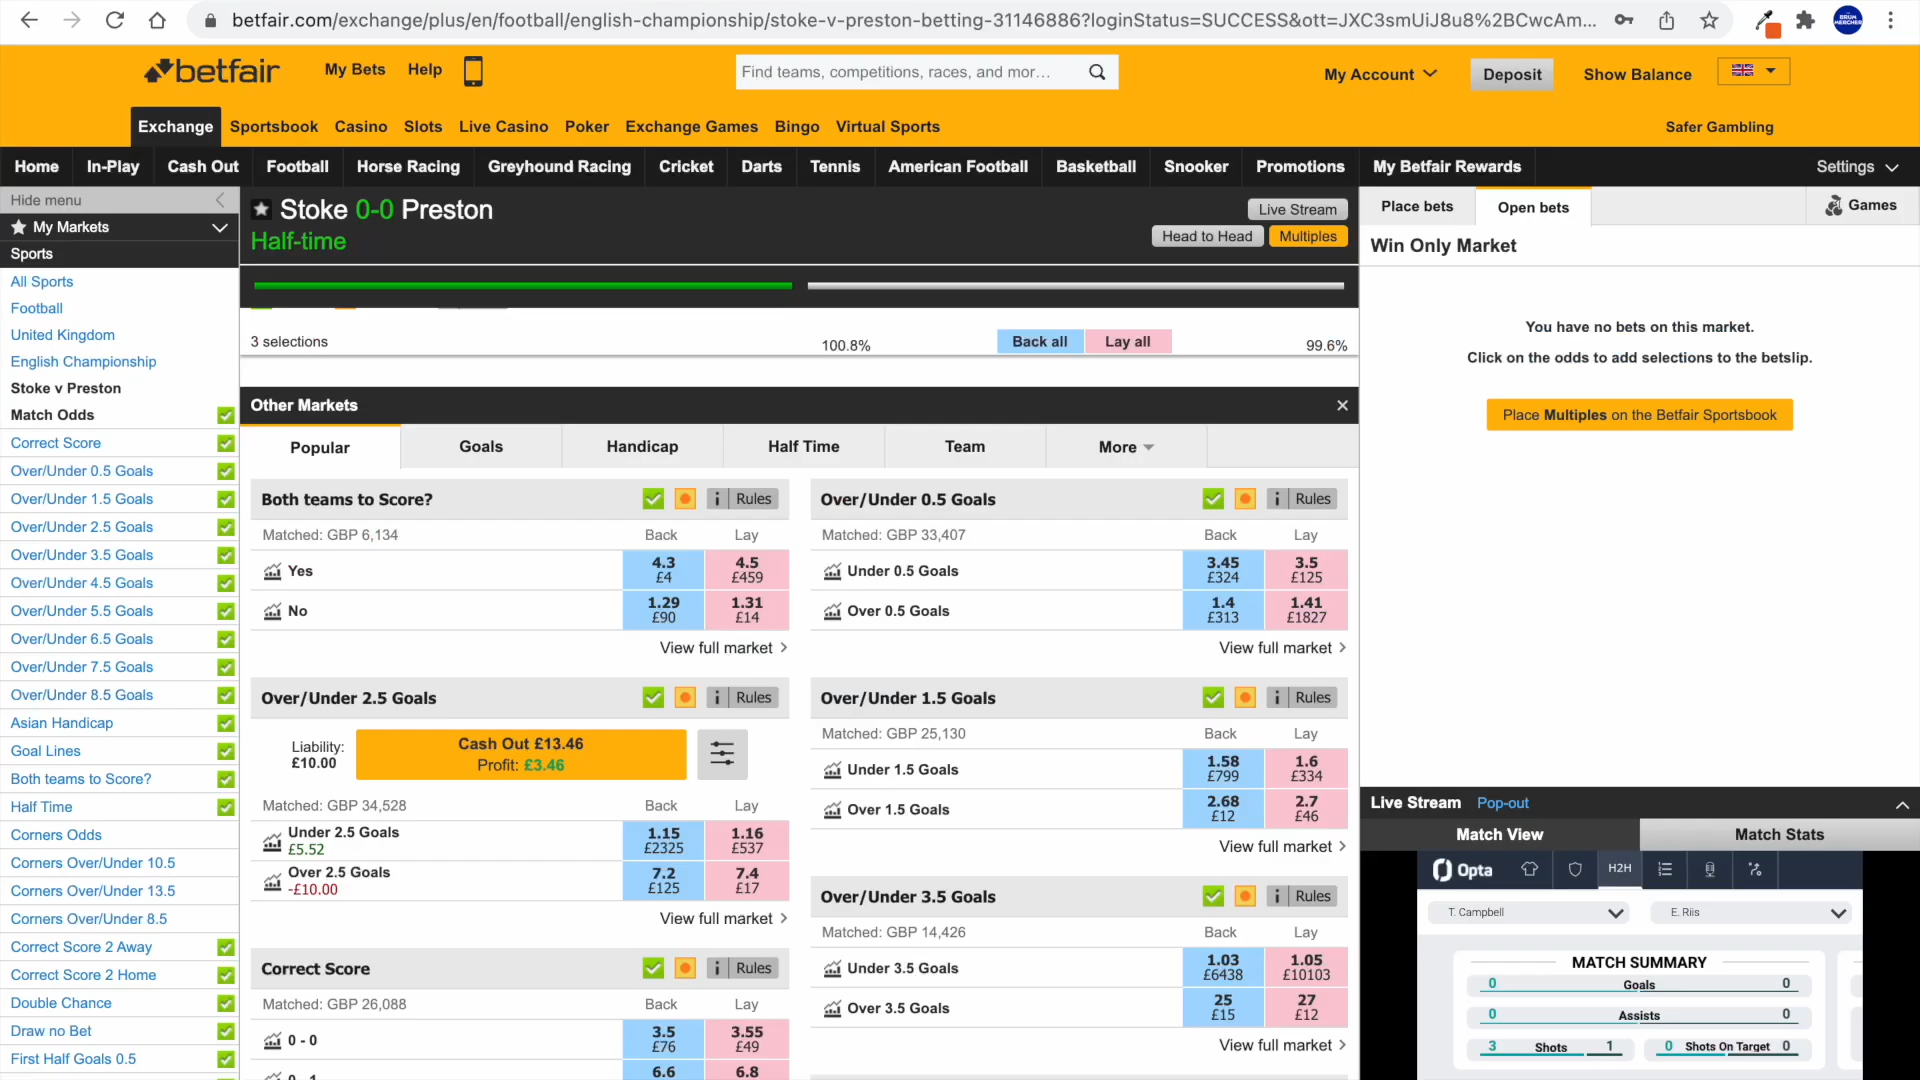 betfair.com/exchange/plus/en/football/english-championship/stoke-v-preston-betting-31146886?loginStatus=SUCCESS&ott=JXC3smUiJ8u8%2BCwcAm...
betfair My Bets Help
Find teams, competitions, races, and mor...
My Account Deposit Show Balance
Exchange Sportsbook Casino Slots Live Casino Poker Exchange Games Bingo Virtual Sports Safer Gambling
Home In-Play Cash Out Football Horse Racing Greyhound Racing Cricket Darts Tennis American Football Basketball Snooker Promotions My Betfair Rewards Settings
Hide menu
My Markets
Sports
All Sports
Football
United Kingdom
English Championship
Stoke v Preston
Match Odds
Correct Score
Over/Under 0.5 Goals
Over/Under 1.5 Goals
Over/Under 2.5 Goals
Over/Under 3.5 Goals
Over/Under 4.5 Goals
Over/Under 5.5 Goals
Over/Under 6.5 Goals
Over/Under 7.5 Goals
Over/Under 8.5 Goals
Asian Handicap
Goal Lines
Both teams to Score?
Half Time
Corners Odds
Corners Over/Under 10.5
Corners Over/Under 13.5
Corners Over/Under 8.5
Correct Score 2 Away
Correct Score 2 Home
Double Chance
Draw no Bet
First Half Goals 0.5
Stoke 0-0 Preston
Half-time
Live Stream
Head to Head Multiples
3 selections 100.8% Back all Lay all 99.6%
Other Markets
Popular Goals Handicap Half Time Team More
Both teams to Score? i Rules
Matched: GBP 6,134 Back Lay
Yes 4.3 4.5
£4 £459
No 1.29 1.31
£90 £14
View full market
Over/Under 2.5 Goals i Rules
Liability: £10.00
Cash Out £13.46
Profit: £3.46
Matched: GBP 34,528 Back Lay
Under 2.5 Goals 1.15 1.16
£5.52 £2325 £537
Over 2.5 Goals 7.2 7.4
-£10.00 £125 £17
View full market
Correct Score i Rules
Matched: GBP 26,088 Back Lay
0 - 0 3.5 3.55
£76 £49
0 - 1 6.6 6.8
Over/Under 0.5 Goals i Rules
Matched: GBP 33,407 Back Lay
Under 0.5 Goals 3.45 3.5
£324 £125
Over 0.5 Goals 1.4 1.41
£313 £1827
View full market
Over/Under 1.5 Goals i Rules
Matched: GBP 25,130 Back Lay
Under 1.5 Goals 1.58 1.6
£799 £334
Over 1.5 Goals 2.68 2.7
£12 £46
View full market
Over/Under 3.5 Goals i Rules
Matched: GBP 14,426 Back Lay
Under 3.5 Goals 1.03 1.05
£6438 £10103
Over 3.5 Goals 25 27
£15 £12
View full market
Place bets Open bets Games
Win Only Market
You have no bets on this market.
Click on the odds to add selections to the betslip.
Place Multiples on the Betfair Sportsbook
Live Stream Pop-out
Match View Match Stats
Opta H2H
T. Campbell E. Riis
MATCH SUMMARY
0 Goals 0
0 Assists 0
3 Shots 1 0 Shots On Target 0